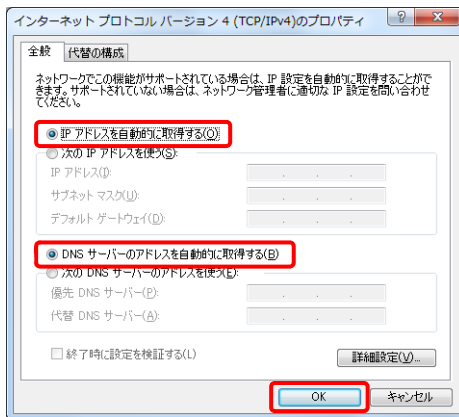 インターネット プロトコル バージョン 4 (TCP/IPv4)のプロパティ
全般 代替の構成
ネットワークでこの機能がサポートされている場合は、IP 設定を自動的に取得することがで
きます。サポートされていない場合は、ネットワーク管理者に適切な IP 設定を問い合わせ
てください。
IP アドレスを自動的に取得する(O)
次の IP アドレスを使う(S):
IP アドレス(I):
サブネット マスク(U):
デフォルト ゲートウェイ(D):
DNS サーバーのアドレスを自動的に取得する(B)
次の DNS サーバーのアドレスを使う(E):
優先 DNS サーバー(P):
代替 DNS サーバー(A):
終了時に設定を検証する(L)
詳細設定(V)...
OK キャンセル